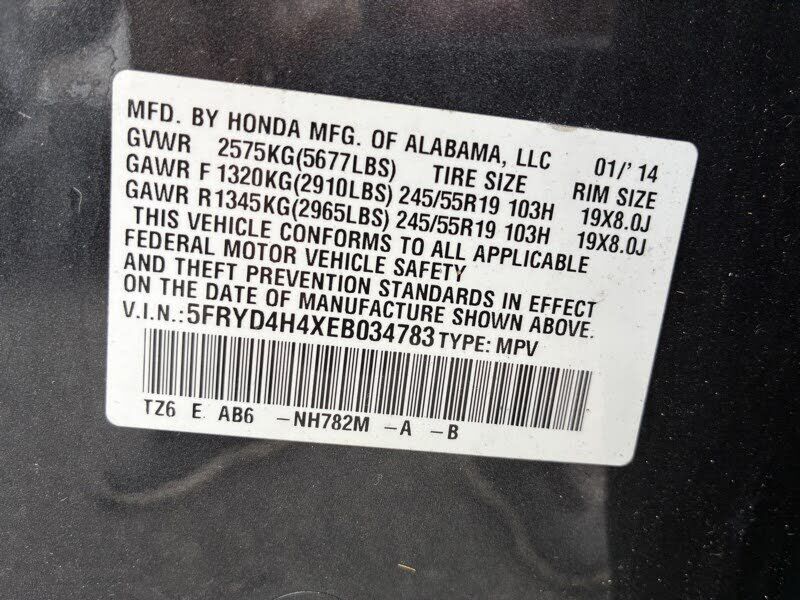 MFD. BY HONDA MFG. OF ALABAMA, LLC 01/'14
GVWR 2575KG(5677LBS) TIRE SIZE RIM SIZE
GAWR F 1320KG(2910LBS) 245/55R19 103H 19X8.0J
GAWR R 1345KG(2965LBS) 245/55R19 103H 19X8.0J
THIS VEHICLE CONFORMS TO ALL APPLICABLE
FEDERAL MOTOR VEHICLE SAFETY
AND THEFT PREVENTION STANDARDS IN EFFECT
ON THE DATE OF MANUFACTURE SHOWN ABOVE.
V.I.N.:5FRYD4H4XEB034783 TYPE: MPV
TZ6 E AB6 -NH782M -A -B